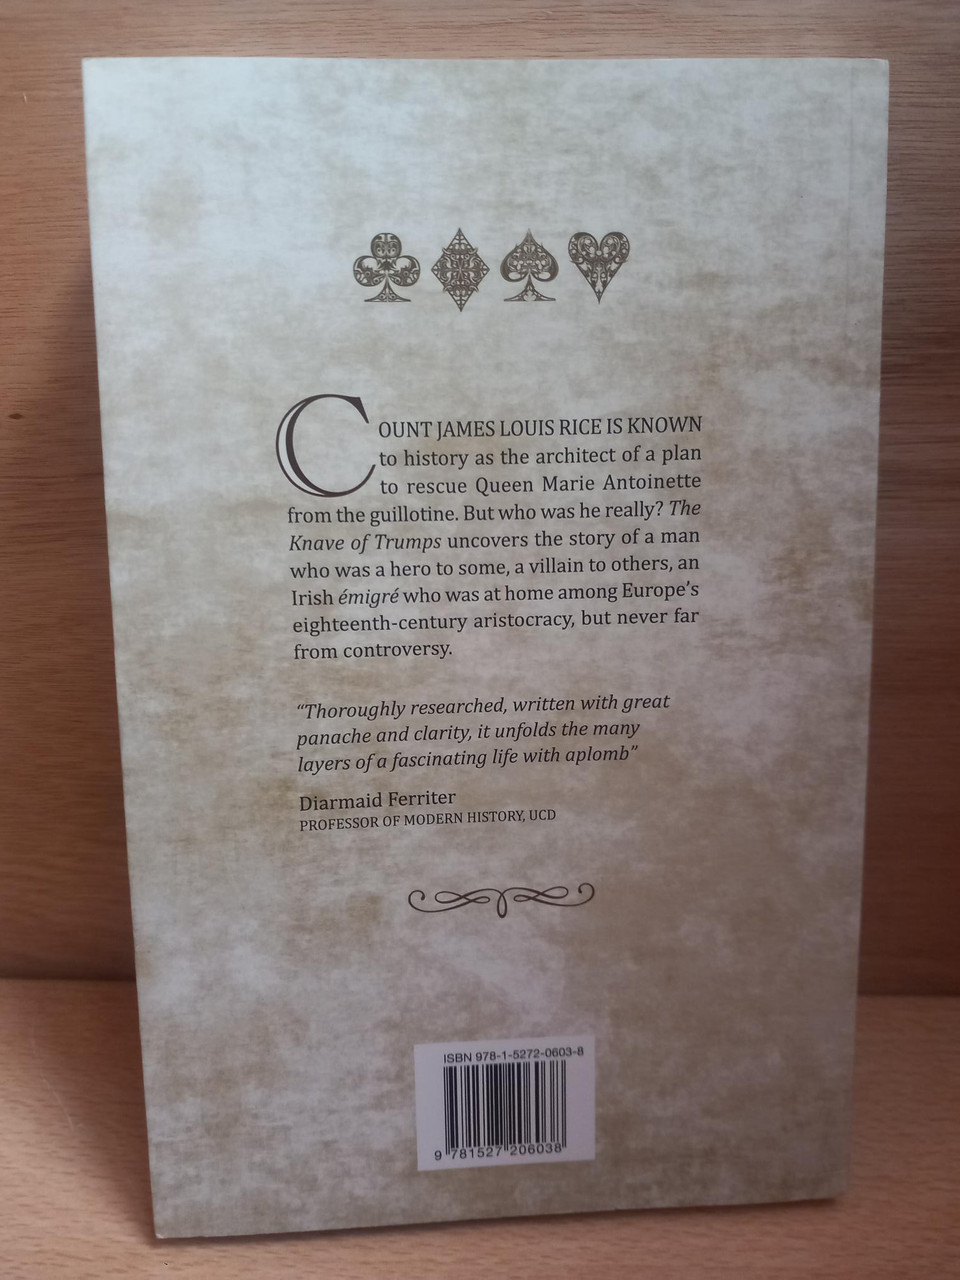 COUNT JAMES LOUIS RICE IS KNOWN
to history as the architect of a plan
to rescue Queen Marie Antoinette
from the guillotine. But who was he really? The
Knave of Trumps uncovers the story of a man
who was a hero to some, a villain to others, an
Irish émigré who was at home among Europe’s
eighteenth-century aristocracy, but never far
from controversy.
“Thoroughly researched, written with great
panache and clarity, it unfolds the many
layers of a fascinating life with aplomb”
Diarmaid Ferriter
PROFESSOR OF MODERN HISTORY, UCD
ISBN 978-1-5272-0603-8
9 781527 206038